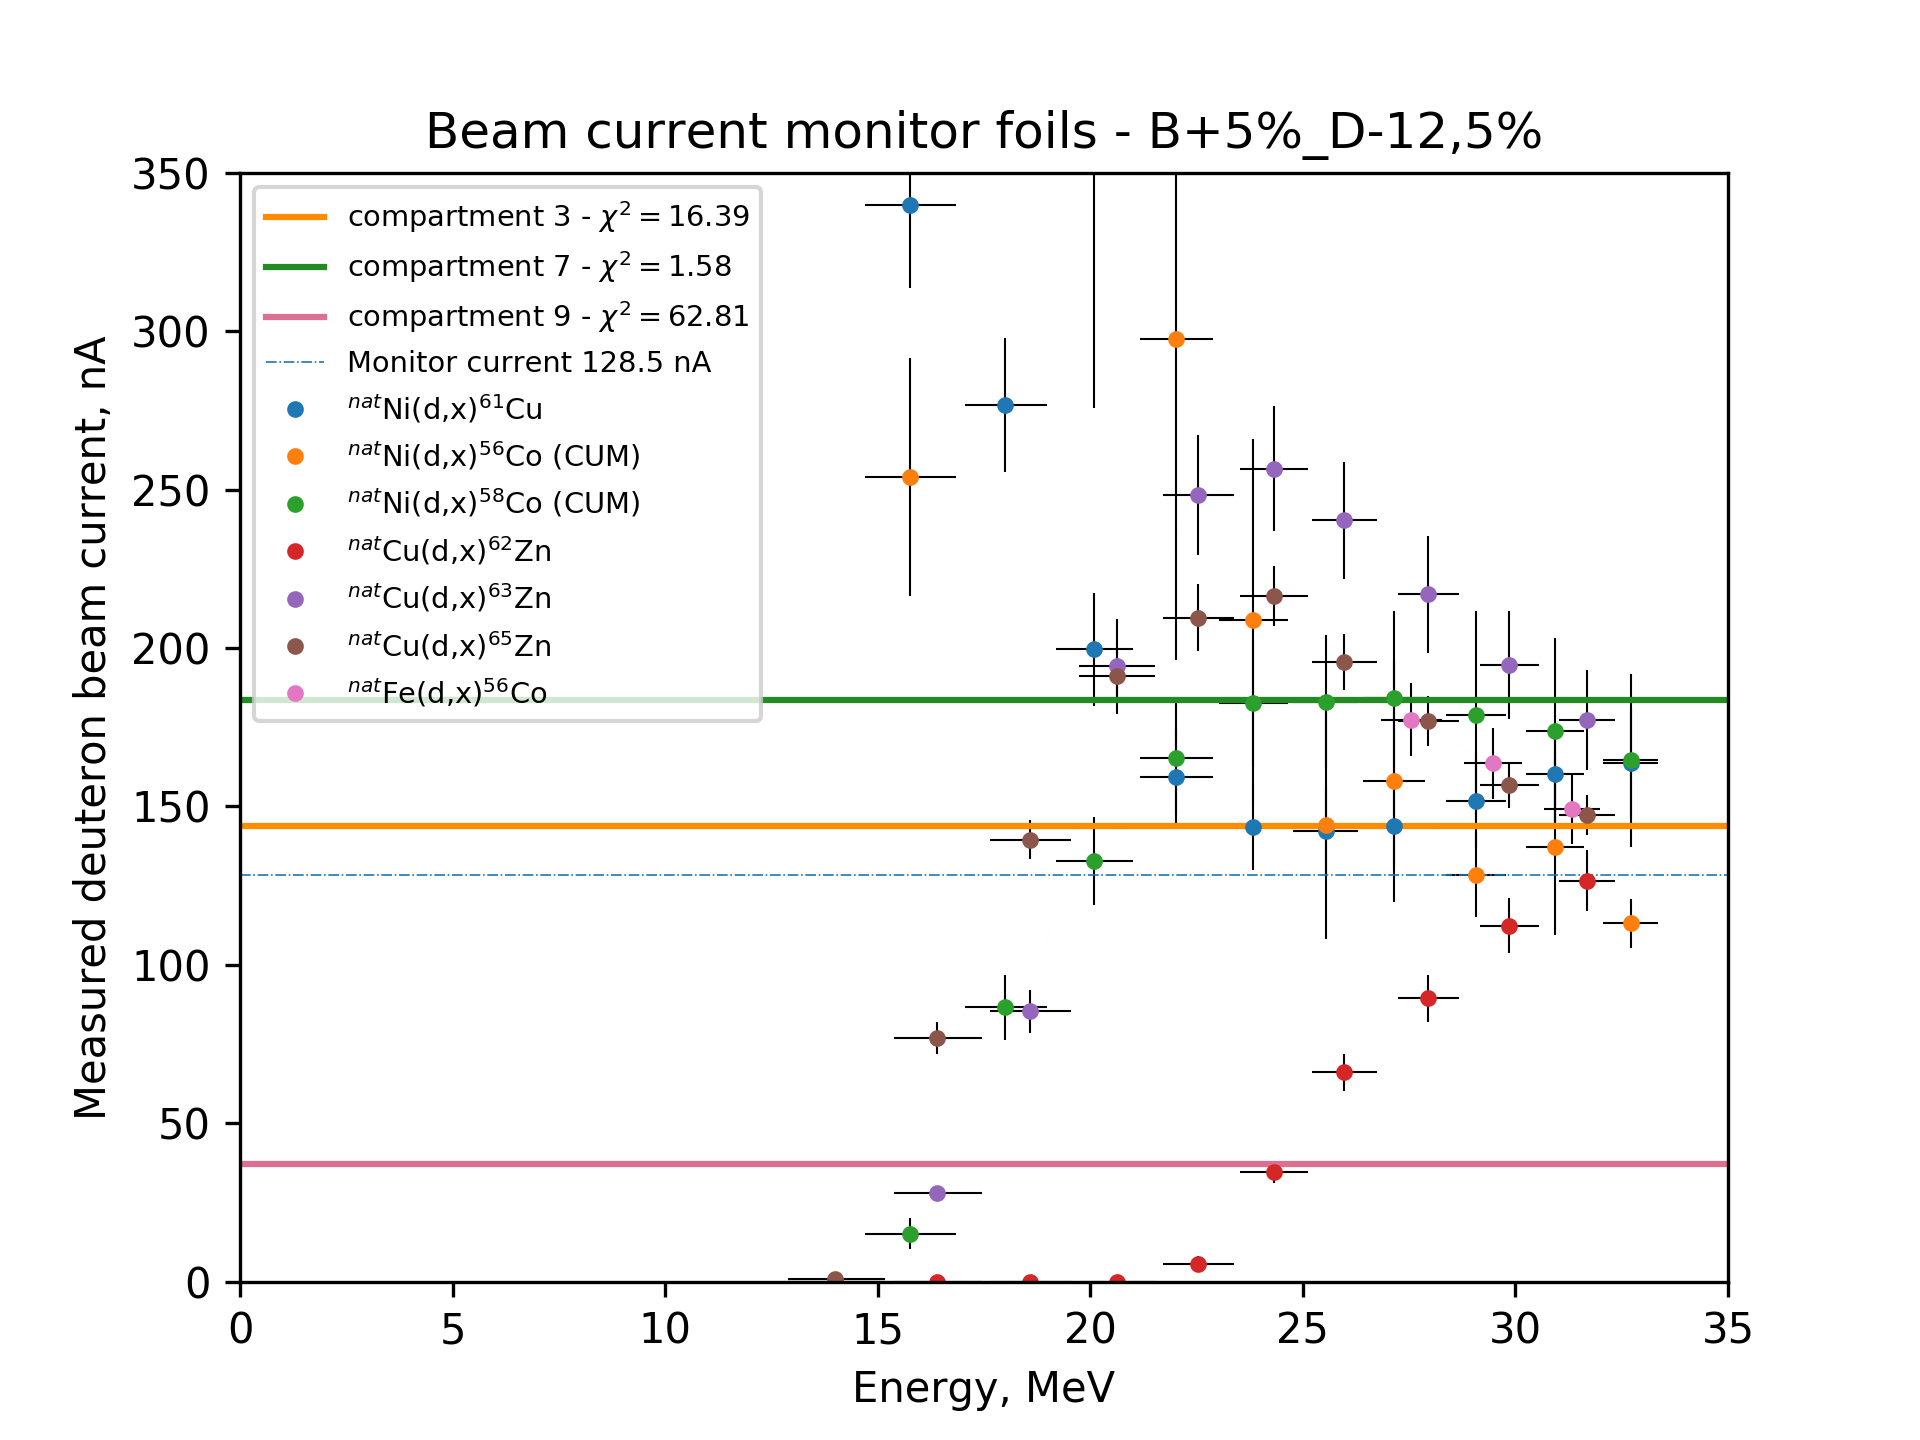 Beam current monitor foils - B+5%_D-12,5%
Measured deuteron beam current, nA
350
300
250
200
150
100
50
0
compartment 3 - χ² = 16.39
compartment 7 - χ² = 1.58
compartment 9 - χ² = 62.81
Monitor current 128.5 nA
ⁿᵃᵗNi(d,x)⁶¹Cu
ⁿᵃᵗNi(d,x)⁵⁶Co (CUM)
ⁿᵃᵗNi(d,x)⁵⁸Co (CUM)
ⁿᵃᵗCu(d,x)⁶²Zn
ⁿᵃᵗCu(d,x)⁶³Zn
ⁿᵃᵗCu(d,x)⁶⁵Zn
ⁿᵃᵗFe(d,x)⁵⁶Co
0 5 10 15 20 25 30 35
Energy, MeV